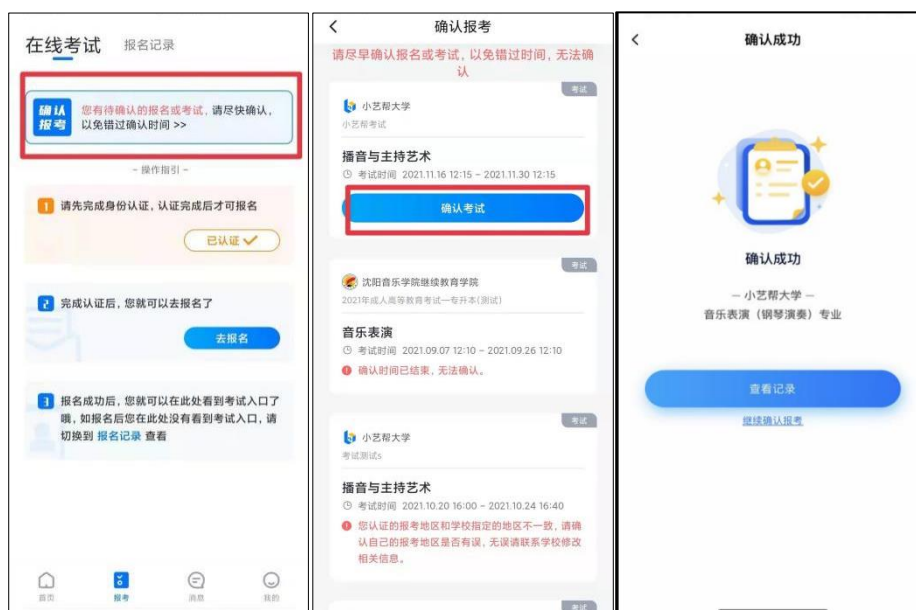 在线考试 报名记录
确认
报考
您有待确认的报名或考试，请尽快确认，
以免错过确认时间 >>
- 操作指引 -
1 请先完成身份认证，认证完成后才可报名
已认证
2 完成认证后，您就可以去报名了
去报名
3 报名成功后，您就可以在此处看到考试入口了
哦，如报名后您在此处没有看到考试入口，请
切换到 报名记录 查看
首页 报考 消息 我的
确认报考
请尽早确认报名或考试，以免错过时间，无法确
认
考试
小艺帮大学
小艺帮考试
播音与主持艺术
考试时间 2021.11.16 12:15 - 2021.11.30 12:15
确认考试
考试
沈阳音乐学院继续教育学院
2021年成人高等教育考试—专升本(测试)
音乐表演
考试时间 2021.09.07 12:10 - 2021.09.26 12:10
确认时间已结束，无法确认。
考试
小艺帮大学
考试测试s
播音与主持艺术
考试时间 2021.10.20 16:00 - 2021.10.24 16:40
您认证的报考地区和学校指定的地区不一致，请确
认自己的报考地区是否有误，无误请联系学校修改
相关信息。
考试
确认成功
确认成功
— 小艺帮大学 —
音乐表演（钢琴演奏）专业
查看记录
继续确认报考